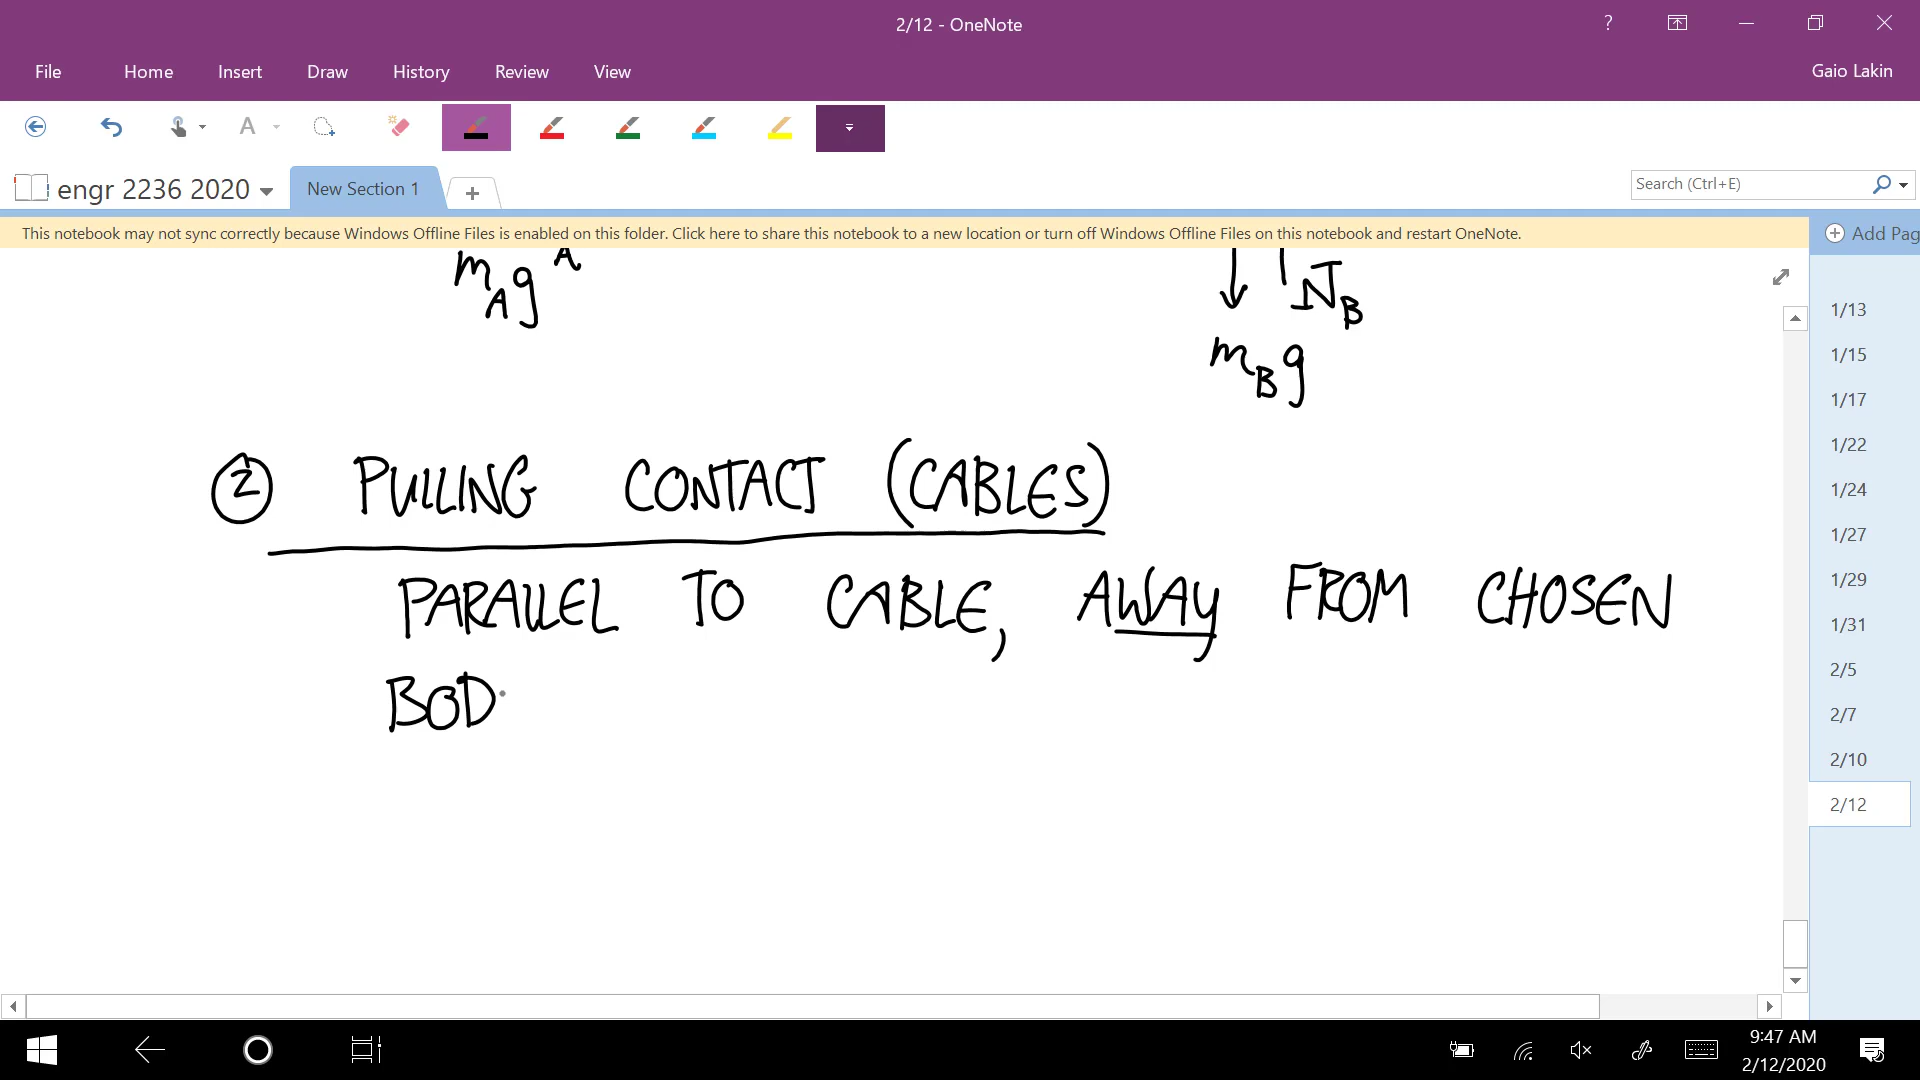 2/12 - OneNote
?
File Home Insert Draw History Review View
Gaio Lakin
A
engr 2236 2020
New Section 1
+
Search (Ctrl+E)
This notebook may not sync correctly because Windows Offline Files is enabled on this folder. Click here to share this notebook to a new location or turn off Windows Offline Files on this notebook and restart OneNote.
Add Pag
m_A g A
N_B
m_B g
② PULLING CONTACT (CABLES)
PARALLEL TO CABLE, AWAY FROM CHOSEN
BOD
1/13
1/15
1/17
1/22
1/24
1/27
1/29
1/31
2/5
2/7
2/10
2/12
9:47 AM
2/12/2020